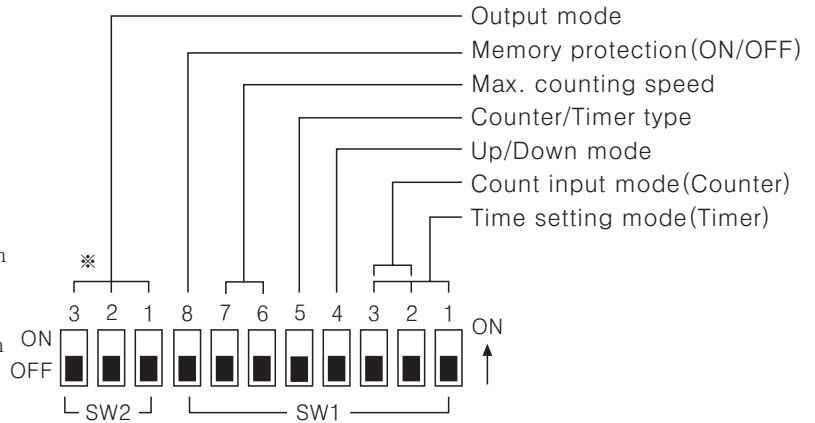 Output mode
Memory protection(ON/OFF)
Max. counting speed
Counter/Timer type
Up/Down mode
Count input mode(Counter)
Time setting mode(Timer)
n
※
3 2 1 8 7 6 5 4 3 2 1
ON
ON
n
OFF
SW2 SW1